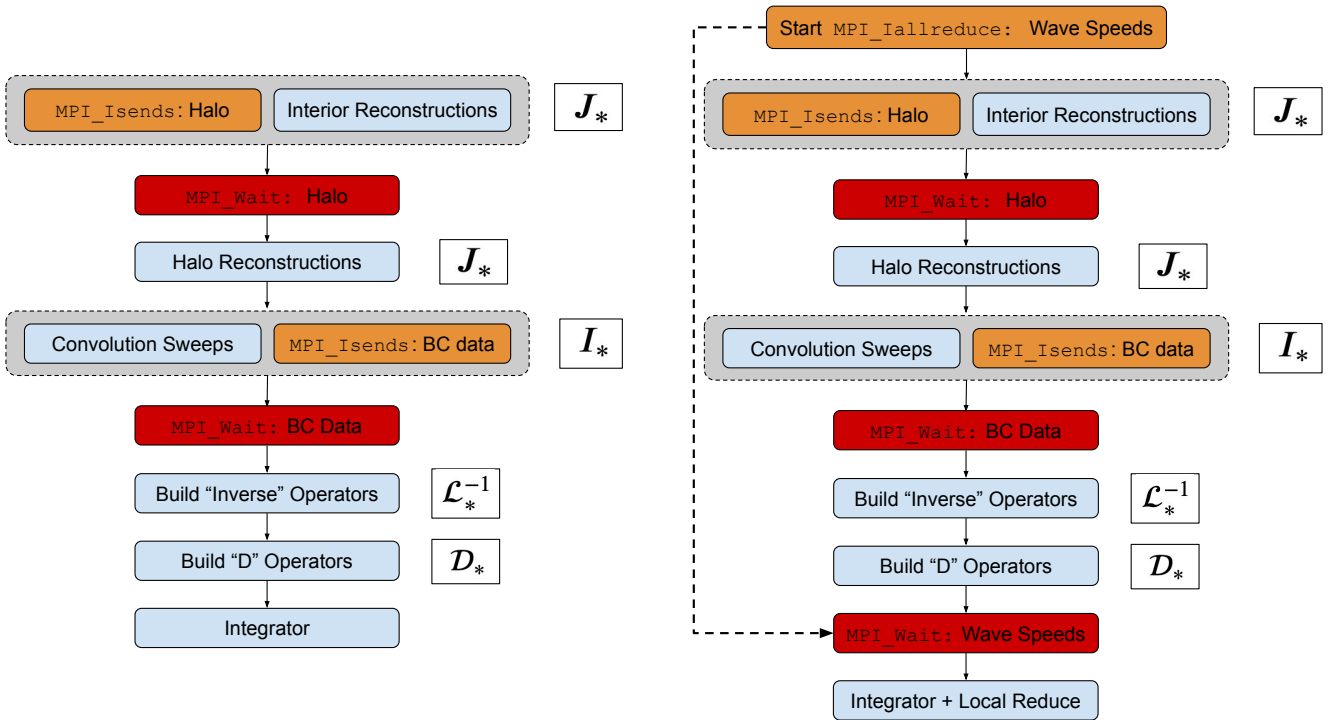 MPI_Isends: Halo
Interior Reconstructions
J*
MPI_Wait: Halo
Halo Reconstructions
J*
Convolution Sweeps
MPI_Isends: BC data
I*
MPI_Wait: BC Data
Build “Inverse” Operators
ℒ*⁻¹
Build “D” Operators
𝒟*
Integrator
Start MPI_Iallreduce: Wave Speeds
MPI_Isends: Halo
Interior Reconstructions
J*
MPI_Wait: Halo
Halo Reconstructions
J*
Convolution Sweeps
MPI_Isends: BC data
I*
MPI_Wait: BC Data
Build “Inverse” Operators
ℒ*⁻¹
Build “D” Operators
𝒟*
MPI_Wait: Wave Speeds
Integrator + Local Reduce